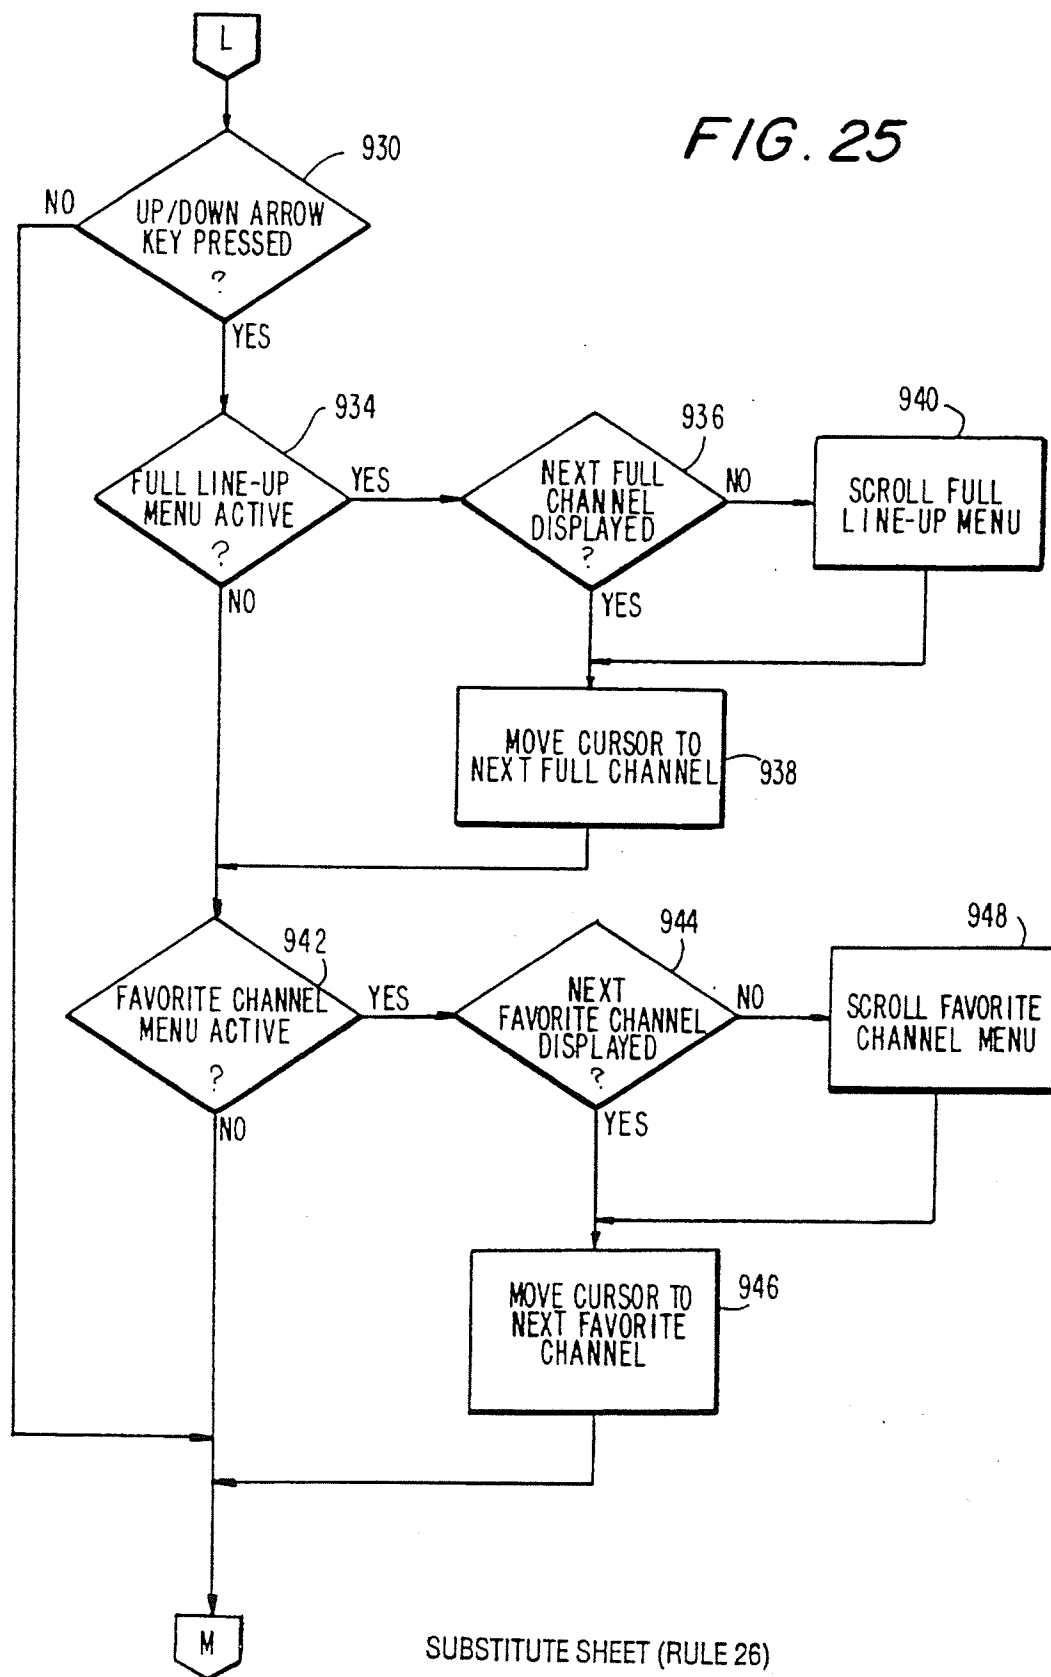 L
FIG. 25
930
NO
UP/DOWN ARROW
KEY PRESSED
?
YES
934
FULL LINE-UP
MENU ACTIVE
?
YES
NO
936
NEXT FULL
CHANNEL
DISPLAYED
?
NO
YES
940
SCROLL FULL
LINE-UP MENU
MOVE CURSOR TO
NEXT FULL CHANNEL
938
942
FAVORITE CHANNEL
MENU ACTIVE
?
YES
NO
944
NEXT
FAVORITE CHANNEL
DISPLAYED
?
NO
YES
948
SCROLL FAVORITE
CHANNEL MENU
MOVE CURSOR TO
NEXT FAVORITE
CHANNEL
946
M
SUBSTITUTE SHEET (RULE 26)